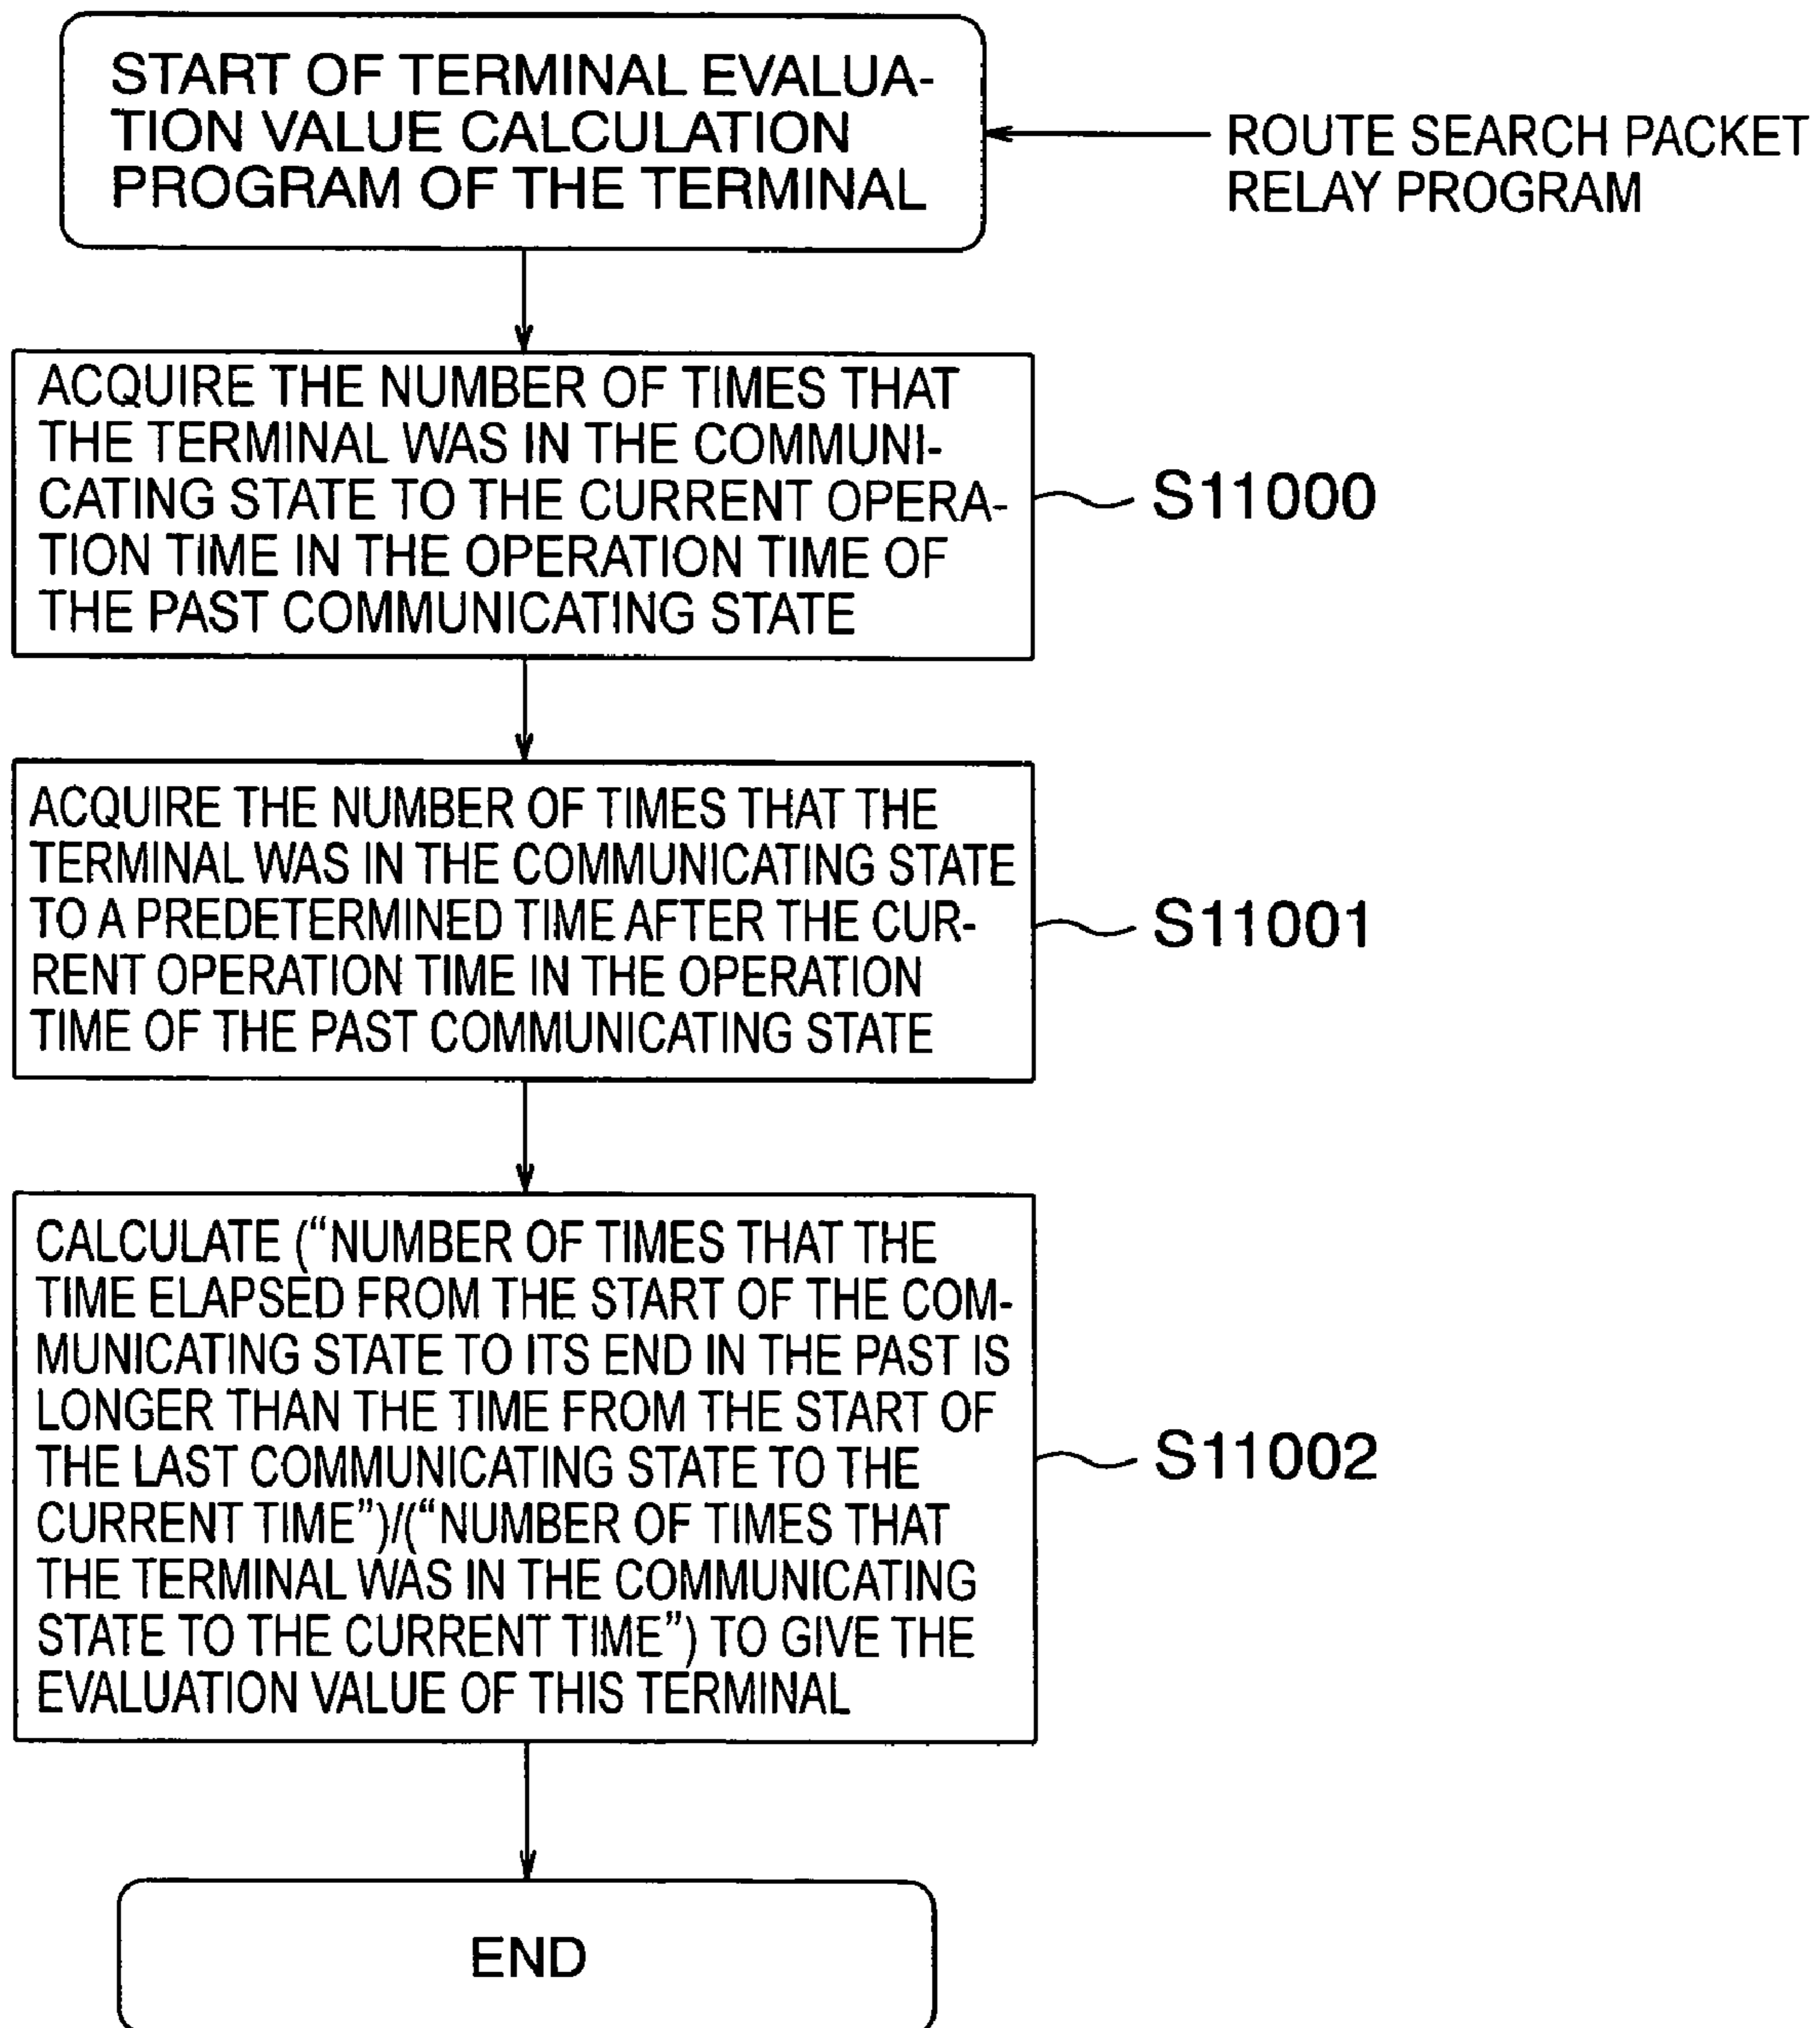 START OF TERMINAL EVALUA-
TION VALUE CALCULATION
PROGRAM OF THE TERMINAL
ROUTE SEARCH PACKET
RELAY PROGRAM
ACQUIRE THE NUMBER OF TIMES THAT
THE TERMINAL WAS IN THE COMMUNI-
CATING STATE TO THE CURRENT OPERA-
TION TIME IN THE OPERATION TIME OF
THE PAST COMMUNICATING STATE
S11000
ACQUIRE THE NUMBER OF TIMES THAT THE
TERMINAL WAS IN THE COMMUNICATING STATE
TO A PREDETERMINED TIME AFTER THE CUR-
RENT OPERATION TIME IN THE OPERATION
TIME OF THE PAST COMMUNICATING STATE
S11001
CALCULATE (“NUMBER OF TIMES THAT THE
TIME ELAPSED FROM THE START OF THE COM-
MUNICATING STATE TO ITS END IN THE PAST IS
LONGER THAN THE TIME FROM THE START OF
THE LAST COMMUNICATING STATE TO THE
CURRENT TIME”)/(“NUMBER OF TIMES THAT
THE TERMINAL WAS IN THE COMMUNICATING
STATE TO THE CURRENT TIME”) TO GIVE THE
EVALUATION VALUE OF THIS TERMINAL
S11002
END